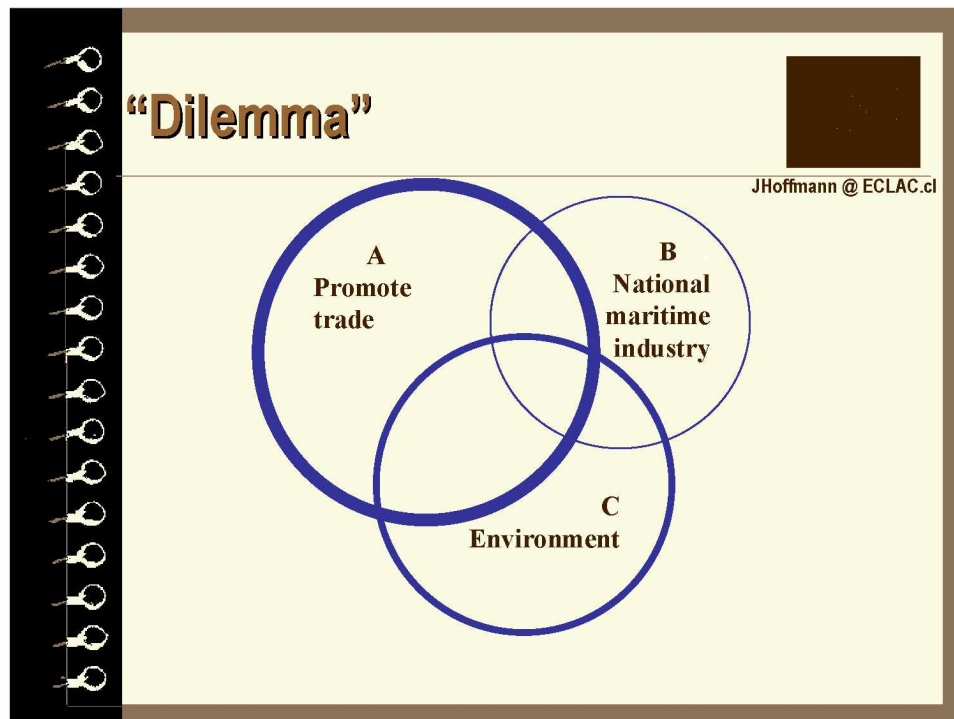 “Dilemma”
JHoffmann @ ECLAC.cl
A
Promote
trade
B
National
maritime
industry
C
Environment